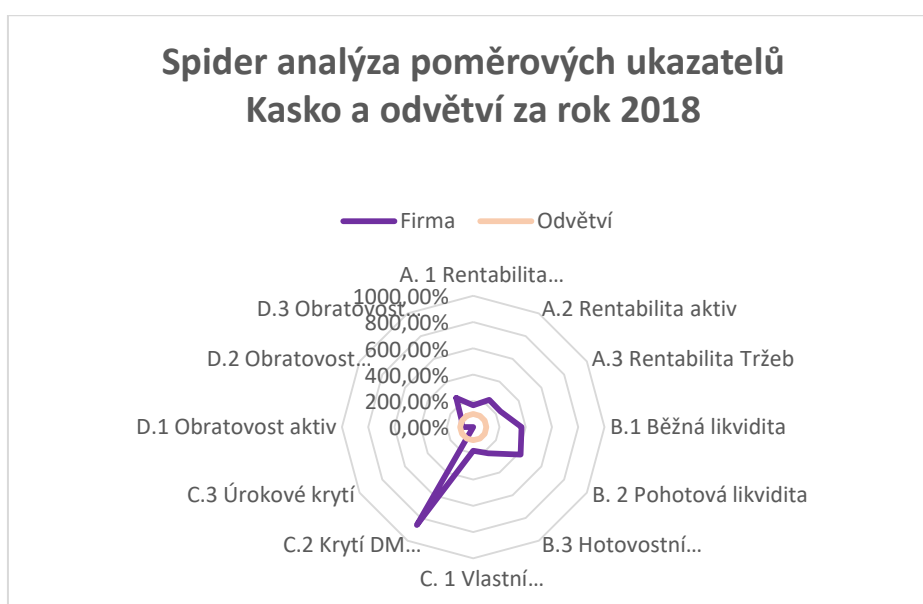 Spider analýza poměrových ukazatelů
Kasko a odvětví za rok 2018
Firma
Odvětví
A. 1 Rentabilita...
A.2 Rentabilita aktiv
A.3 Rentabilita Tržeb
B.1 Běžná likvidita
B. 2 Pohotová likvidita
B.3 Hotovostní...
C. 1 Vlastní...
C.2 Krytí DM...
C.3 Úrokové krytí
D.1 Obratovost aktiv
D.2 Obratovost...
D.3 Obratovost...
1000,00%
800,00%
600,00%
400,00%
200,00%
0,00%